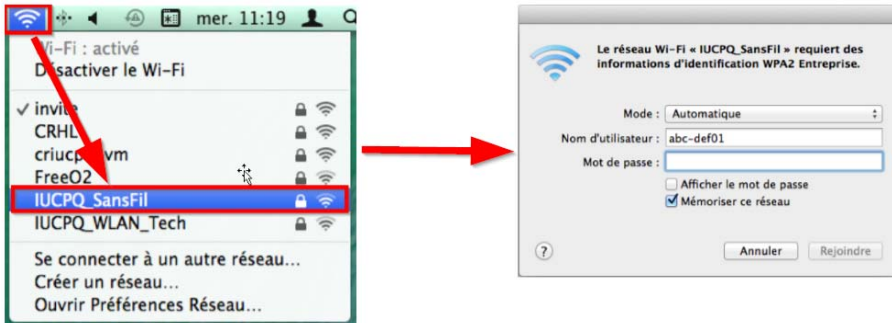 mer. 11:19
Wi-Fi : activé
Désactiver le Wi-Fi
✓ invite
CRHL
FreeO2
IUCPQ_SansFil
IUCPQ_WLAN_Tech
Se connecter à un autre réseau...
Créer un réseau...
Ouvrir Préférences Réseau...
Le réseau Wi-Fi « IUCPQ_SansFil » requiert des
informations d'identification WPA2 Entreprise.
Mode : Automatique
Nom d'utilisateur : abc-def01
Mot de passe :
Afficher le mot de passe
Mémoriser ce réseau
? Annuler Rejoindre